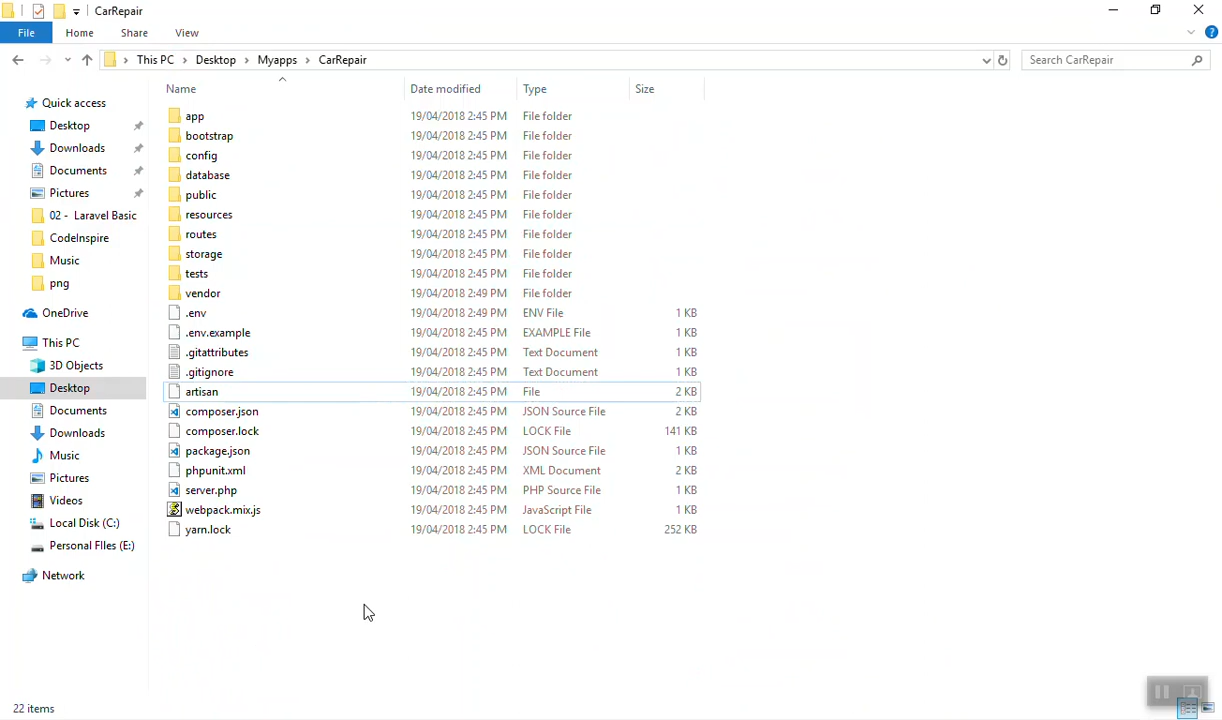 CarRepair
File Home Share View
This PC Desktop Myapps CarRepair Search CarRepair
Name Date modified Type Size
Quick access
Desktop
Downloads
Documents
Pictures
02 - Laravel Basic
CodeInspire
Music
png
OneDrive
This PC
3D Objects
Desktop
Documents
Downloads
Music
Pictures
Videos
Local Disk (C:)
Personal FIles (E:)
Network
app 19/04/2018 2:45 PM File folder
bootstrap 19/04/2018 2:45 PM File folder
config 19/04/2018 2:45 PM File folder
database 19/04/2018 2:45 PM File folder
public 19/04/2018 2:45 PM File folder
resources 19/04/2018 2:45 PM File folder
routes 19/04/2018 2:45 PM File folder
storage 19/04/2018 2:45 PM File folder
tests 19/04/2018 2:45 PM File folder
vendor 19/04/2018 2:49 PM File folder
.env 19/04/2018 2:49 PM ENV File 1 KB
.env.example 19/04/2018 2:45 PM EXAMPLE File 1 KB
.gitattributes 19/04/2018 2:45 PM Text Document 1 KB
.gitignore 19/04/2018 2:45 PM Text Document 1 KB
artisan 19/04/2018 2:45 PM File 2 KB
composer.json 19/04/2018 2:45 PM JSON Source File 2 KB
composer.lock 19/04/2018 2:45 PM LOCK File 141 KB
package.json 19/04/2018 2:45 PM JSON Source File 1 KB
phpunit.xml 19/04/2018 2:45 PM XML Document 2 KB
server.php 19/04/2018 2:45 PM PHP Source File 1 KB
webpack.mix.js 19/04/2018 2:45 PM JavaScript File 1 KB
yarn.lock 19/04/2018 2:45 PM LOCK File 252 KB
22 items